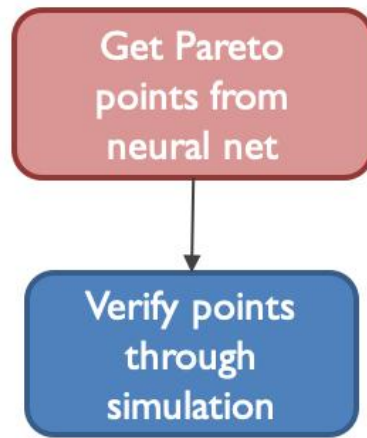 Get Pareto
points from
neural net
Verify points
through
simulation